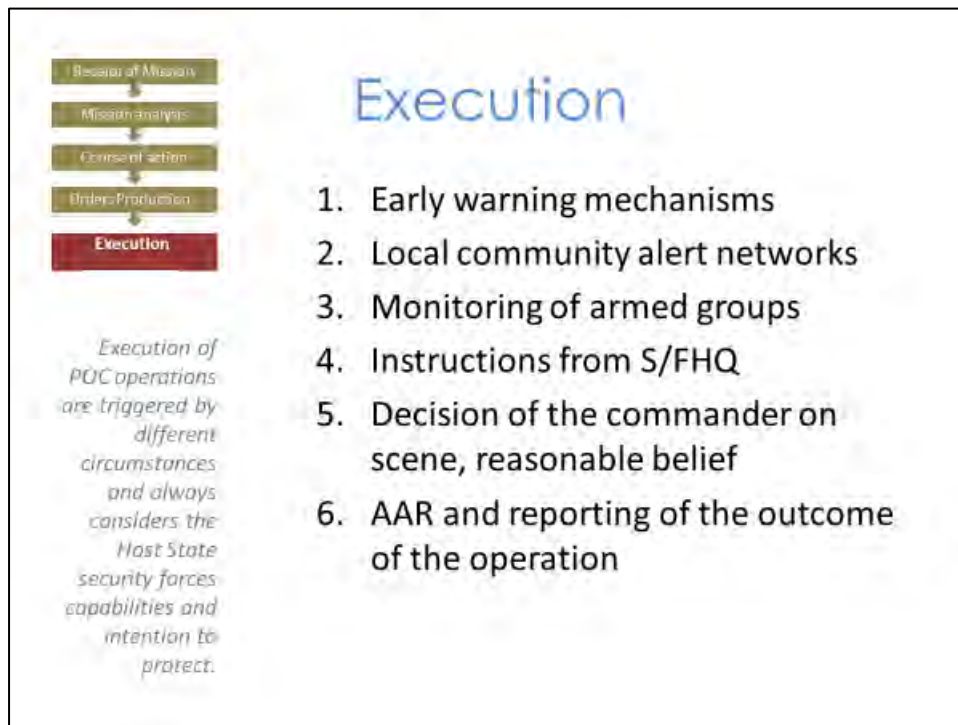 Receipt of Mission
Mission analysis
Course of action
Orders Production
Execution
Execution of
POC operations
are triggered by
different
circumstances
and always
considers the
Host State
security forces
capabilities and
intention to
protect.
Execution
1. Early warning mechanisms
2. Local community alert networks
3. Monitoring of armed groups
4. Instructions from S/FHQ
5. Decision of the commander on
scene, reasonable belief
6. AAR and reporting of the outcome
of the operation